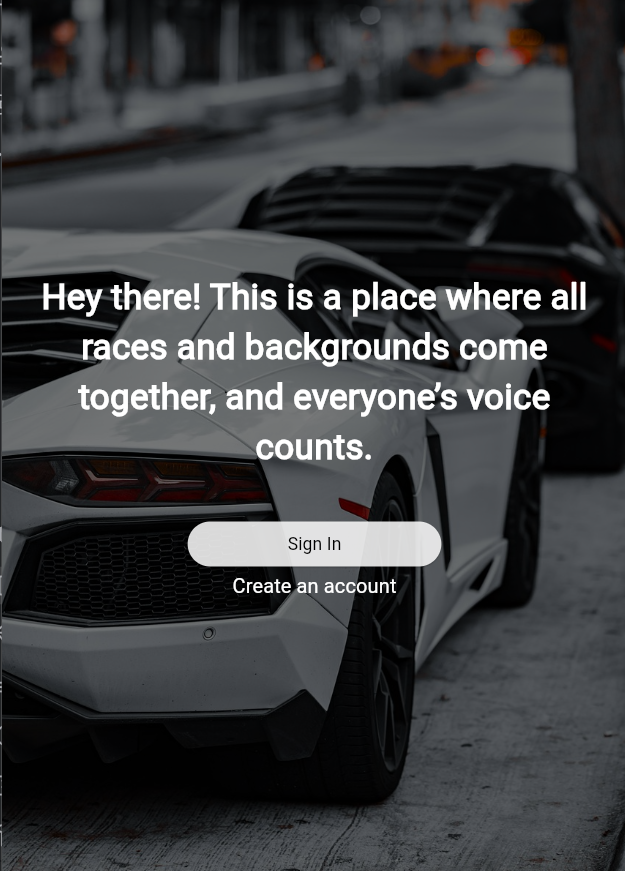 Hey there! This is a place where all
races and backgrounds come
together, and everyone’s voice
counts.
Sign In
Create an account